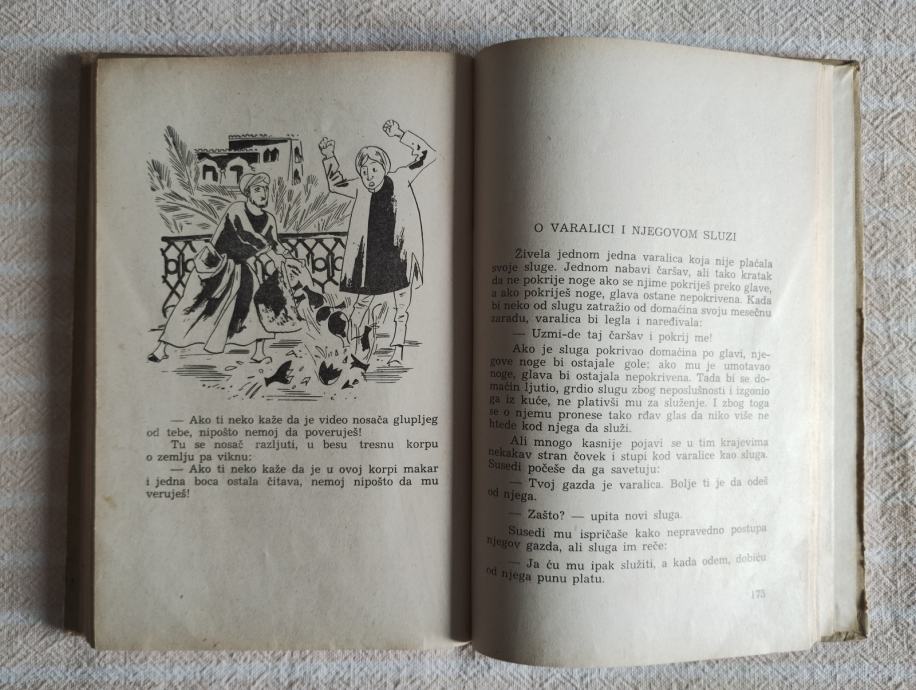 — Ako ti neko kaže da je video nosača glupljeg
od tebe, nipošto nemoj da poveruješ!
Tu se nosač razljuti, u besu tresnu korpu
o zemlju pa viknu:
— Ako ti neko kaže da je u ovoj korpi makar
i jedna boca ostala čitava, nemoj nipošto da mu
veruješ!
O VARALICI I NJEGOVOM SLUZI
Živela jednom jedna varalica koja nije plaćala
svoje sluge. Jednom nabavi čaršav, ali tako kratak
da ne pokrije noge ako se njime pokriješ preko glave,
a ako pokriješ noge, glava ostane nepokrivena. Kada
bi neko od slugu zatražio od domaćina svoju mesečnu
zaradu, varalica bi legla i naređivala:
— Uzmi-de taj čaršav i pokrij me!
Ako je sluga pokrivao domaćina po glavi, nje-
gove noge bi ostajale gole; ako mu je umotavao
noge, glava bi ostajala nepokrivena. Tada bi se do-
maćin ljutio, grdio slugu zbog neposlušnosti i izgonio
ga iz kuće, ne plativši mu za služenje. I zbog toga
se o njemu pronese tako rđav glas da niko više ne
htede kod njega da služi.
Ali mnogo kasnije pojavi se u tim krajevima
nekakav stran čovek i stupi kod varalice kao sluga.
Susedi počeše da ga savetuju:
— Tvoj gazda je varalica. Bolje ti je da odeš
od njega.
— Zašto? — upita novi sluga.
Susedi mu ispričaše kako nepravedno postupa
njegov gazda, ali sluga im reče:
— Ja ću mu ipak služiti, a kada odem, dobiću
od njega punu platu.
175